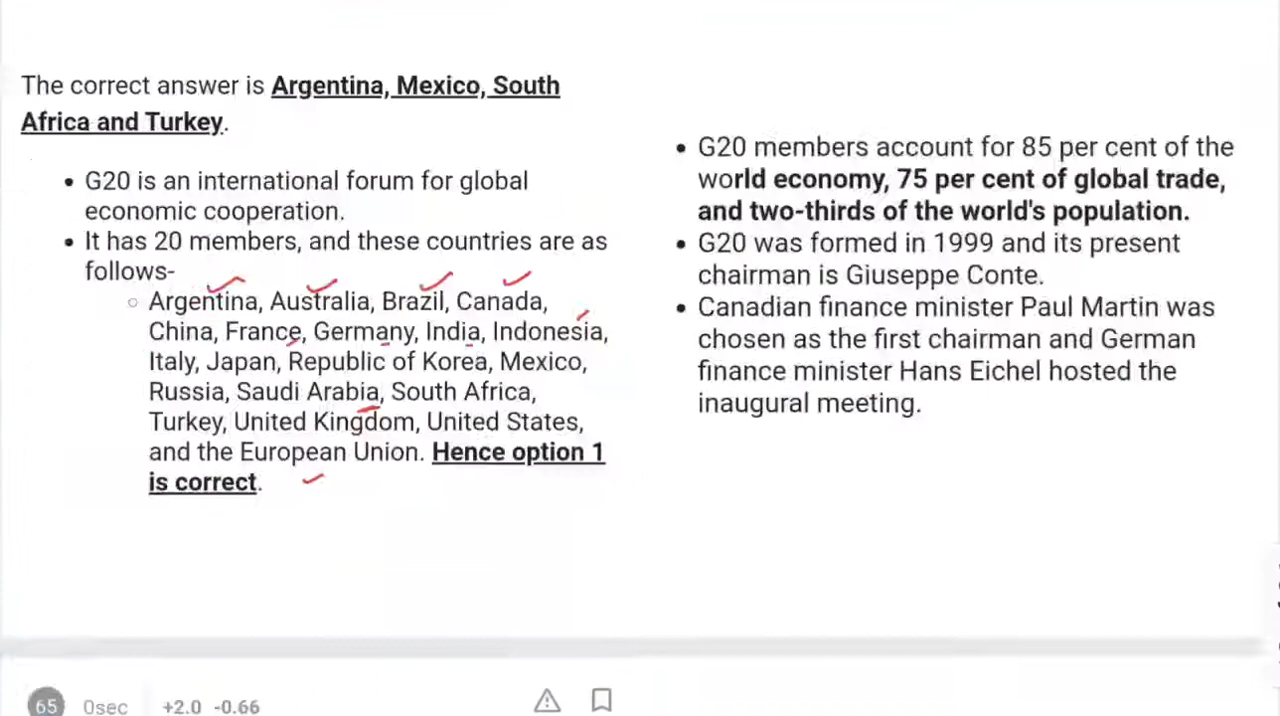 The correct answer is Argentina, Mexico, South
Africa and Turkey.
• G20 is an international forum for global
economic cooperation.
• It has 20 members, and these countries are as
follows-
○ Argentina, Australia, Brazil, Canada,
China, France, Germany, India, Indonesia,
Italy, Japan, Republic of Korea, Mexico,
Russia, Saudi Arabia, South Africa,
Turkey, United Kingdom, United States,
and the European Union. Hence option 1
is correct.
• G20 members account for 85 per cent of the
world economy, 75 per cent of global trade,
and two-thirds of the world's population.
• G20 was formed in 1999 and its present
chairman is Giuseppe Conte.
• Canadian finance minister Paul Martin was
chosen as the first chairman and German
finance minister Hans Eichel hosted the
inaugural meeting.
65 0sec +2.0 -0.66